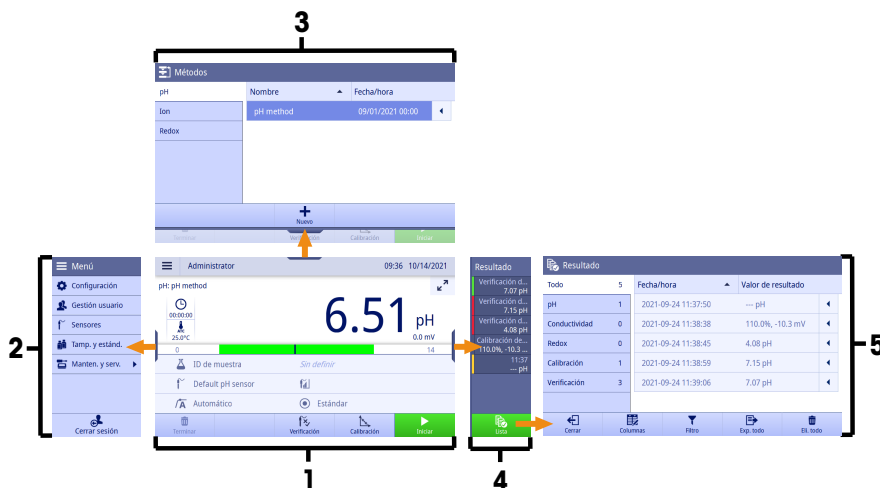 3
Métodos
pH
Nombre
Fecha/hora
Ion
pH method
09/01/2021 00:00
Redox
Nuevo
Terminar
Verificación
Calibración
Iniciar
2
Menú
Configuración
Gestión usuario
Sensores
Tamp. y estánd.
Manten. y serv.
Cerrar sesión
Administrator
09:36 10/14/2021
pH: pH method
00:00:00
ATC
25.0°C
6.51 pH
0.0 mV
0
14
ID de muestra
Sin definir
Default pH sensor
Automático
Estándar
Terminar
Verificación
Calibración
Iniciar
1
Resultado
Verificación d...
7.07 pH
Verificación d...
7.15 pH
Verificación d...
4.08 pH
Calibración de...
110.0%, -10.3 ...
11:37
--- pH
Lista
4
Resultado
Todo 5
Fecha/hora
Valor de resultado
pH 1
2021-09-24 11:37:50
--- pH
Conductividad 0
2021-09-24 11:38:38
110.0%, -10.3 mV
Redox 0
2021-09-24 11:38:45
4.08 pH
Calibración 1
2021-09-24 11:38:59
7.15 pH
Verificación 3
2021-09-24 11:39:06
7.07 pH
Cerrar
Columnas
Filtro
Exp. todo
Eli. todo
5